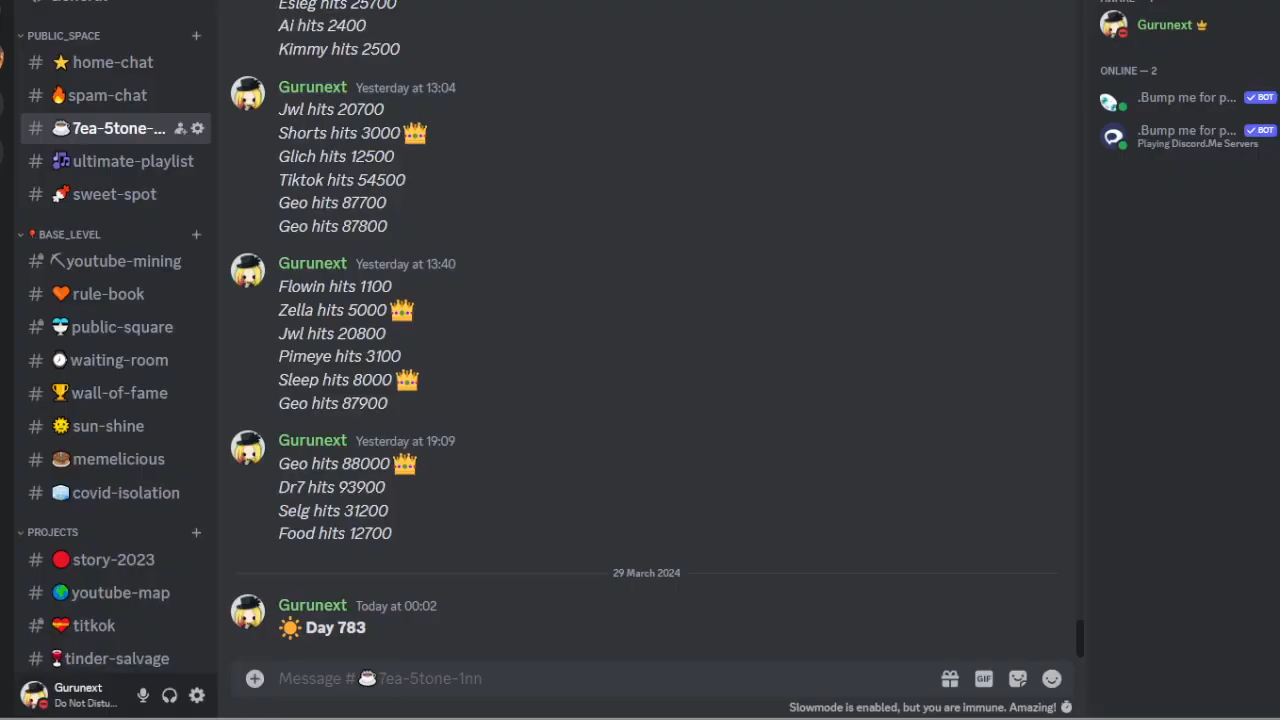 PUBLIC_SPACE
home-chat
spam-chat
7ea-5tone-...
ultimate-playlist
sweet-spot
BASE_LEVEL
youtube-mining
rule-book
public-square
waiting-room
wall-of-fame
sun-shine
memelicious
covid-isolation
PROJECTS
story-2023
youtube-map
titkok
tinder-salvage
Gurunext
Do Not Distu...
Esleg hits 25700
Ai hits 2400
Kimmy hits 2500
Gurunext Yesterday at 13:04
Jwl hits 20700
Shorts hits 3000
Glich hits 12500
Tiktok hits 54500
Geo hits 87700
Geo hits 87800
Gurunext Yesterday at 13:40
Flowin hits 1100
Zella hits 5000
Jwl hits 20800
Pimeye hits 3100
Sleep hits 8000
Geo hits 87900
Gurunext Yesterday at 19:09
Geo hits 88000
Dr7 hits 93900
Selg hits 31200
Food hits 12700
29 March 2024
Gurunext Today at 00:02
Day 783
Message # 7ea-5tone-1nn
GIF
Slowmode is enabled, but you are immune. Amazing!
Gurunext
ONLINE — 2
.Bump me for p... BOT
.Bump me for p... BOT
Playing Discord.Me Servers